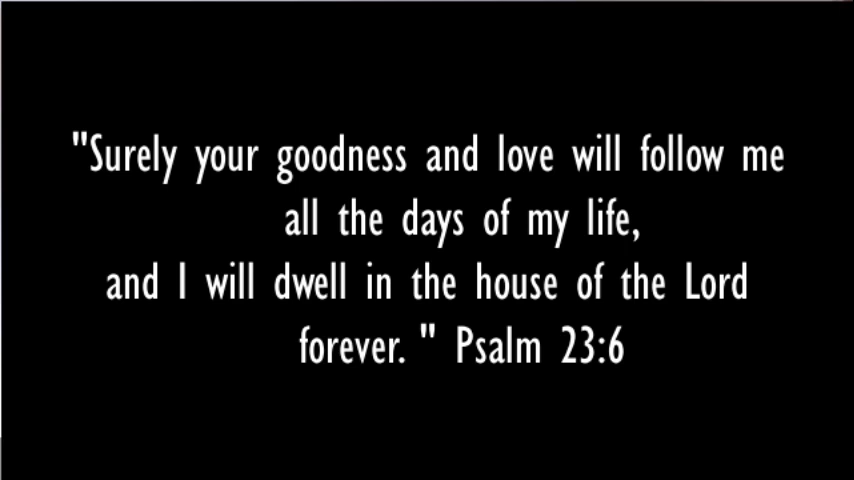 "Surely your goodness and love will follow me
all the days of my life,
and I will dwell in the house of the Lord
forever. " Psalm 23:6